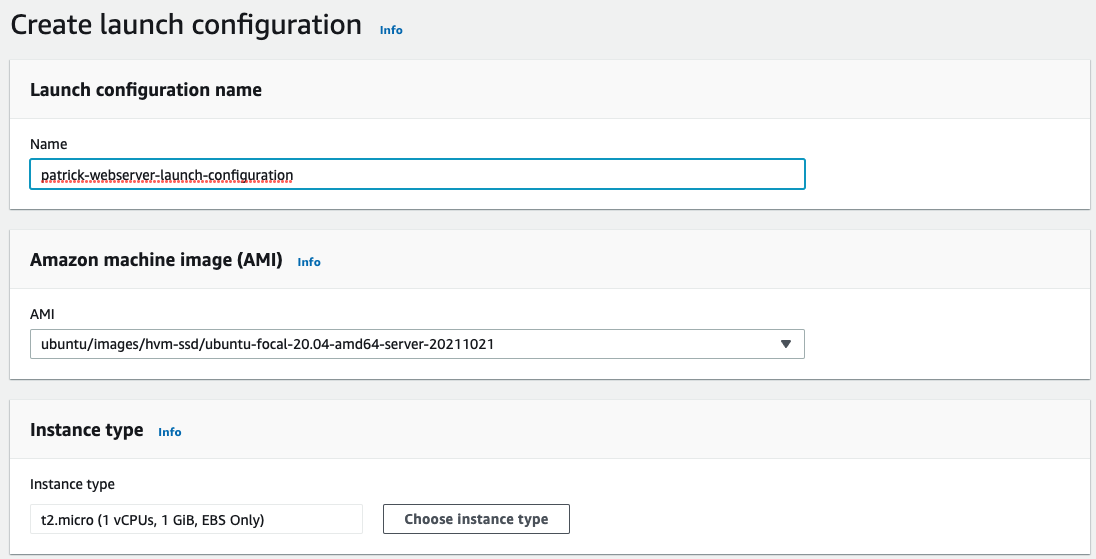 Create launch configuration Info
Launch configuration name
Name
patrick-webserver-launch-configuration
Amazon machine image (AMI) Info
AMI
ubuntu/images/hvm-ssd/ubuntu-focal-20.04-amd64-server-20211021
Instance type Info
Instance type
t2.micro (1 vCPUs, 1 GiB, EBS Only) Choose instance type